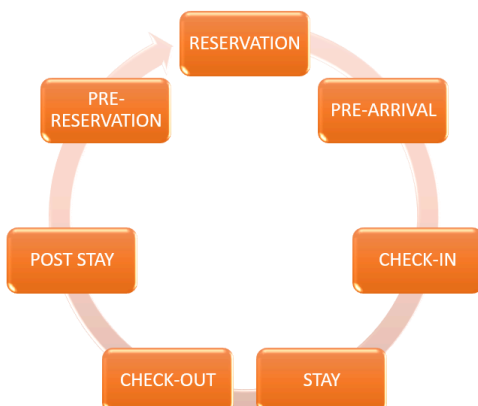 RESERVATION
PRE-ARRIVAL
CHECK-IN
STAY
CHECK-OUT
POST STAY
PRE-
RESERVATION